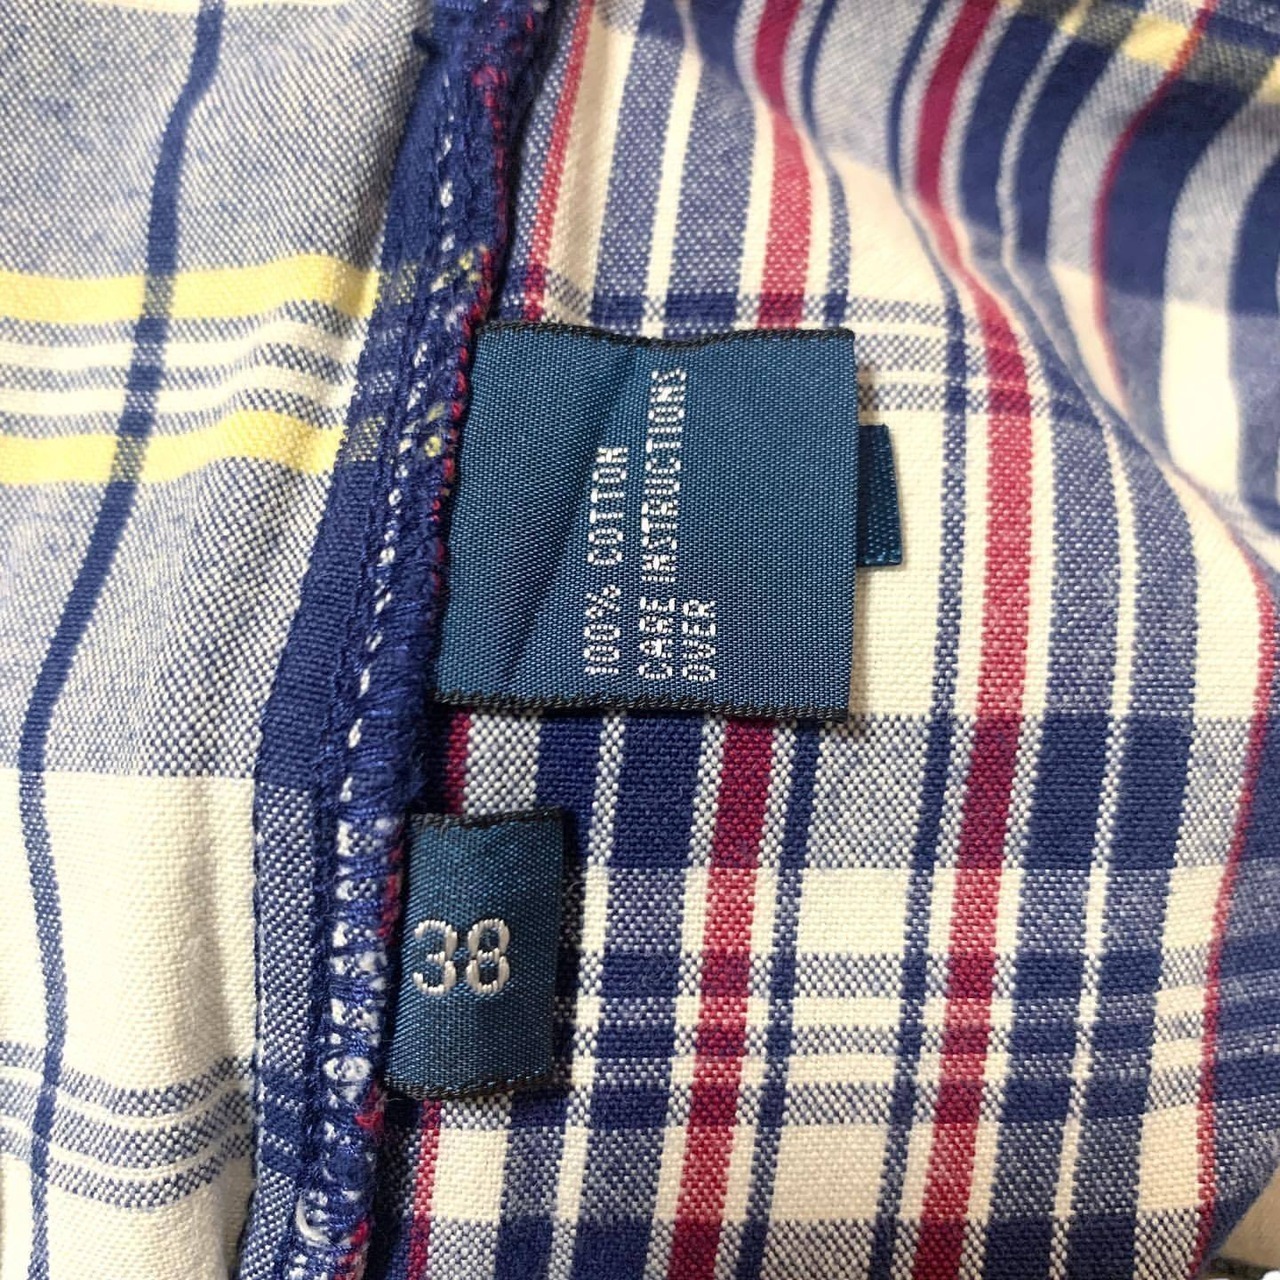 100% COTTON
CARE INSTRUCTIONS
OVER
38